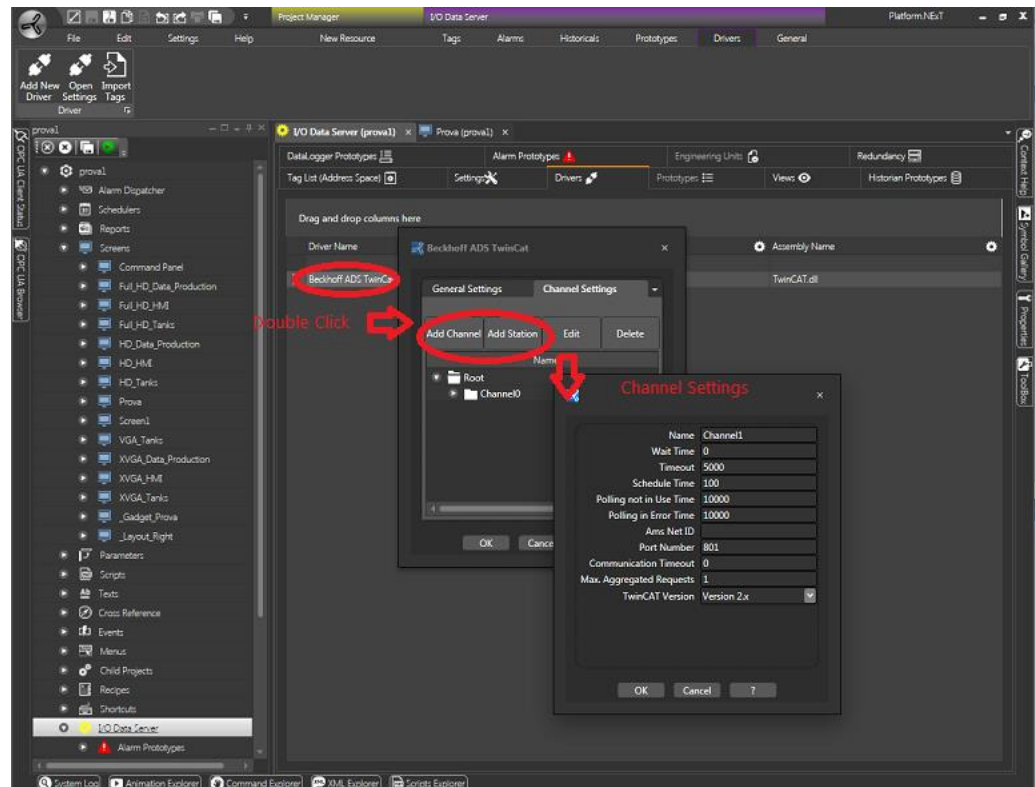 Project Manager
I/O Data Server
Platform.NExT
File Edit Settings Help New Resource Tags Alarms Historicals Prototypes Drivers General
Add New Driver
Open Settings
Import Tags
Driver
OPC UA Client Status
OPC UA Browser
prova1
prova1
Alarm Dispatcher
Schedulers
Reports
Screens
Command Panel
Full_HD_Data_Production
Full_HD_HMI
Full_HD_Tanks
HD_Data_Production
HD_HMI
HD_Tanks
Prova
Screen1
VGA_Tanks
XVGA_Data_Production
XVGA_HMI
XVGA_Tanks
_Gadget_Prova
_Layout_Right
Parameters
Scripts
Texts
Cross Reference
Events
Menus
Child Projects
Recipes
Shortcuts
I/O Data Server
Alarm Prototypes
I/O Data Server (prova1) × Prova (prova1) ×
DataLogger Prototypes Alarm Prototypes Engineering Units Redundancy
Tag List (Address Space) Settings Drivers Prototypes Views Historian Prototypes
Drag and drop columns here
Driver Name Assembly Name
Beckhoff ADS TwinCa TwinCAT.dll
Double Click
Beckhoff ADS TwinCat ×
General Settings Channel Settings
Add Channel Add Station Edit Delete
Name
Root
Channel0
OK Cance
Channel Settings
×
Name Channel1
Wait Time 0
Timeout 5000
Schedule Time 100
Polling not in Use Time 10000
Polling in Error Time 10000
Ams Net ID
Port Number 801
Communication Timeout 0
Max. Aggregated Requests 1
TwinCAT Version Version 2.x
OK Cancel ?
Context Help
Symbol Gallery
Properties
ToolBox
System Log Animation Explorer Command Explorer XML Explorer Scripts Explorer